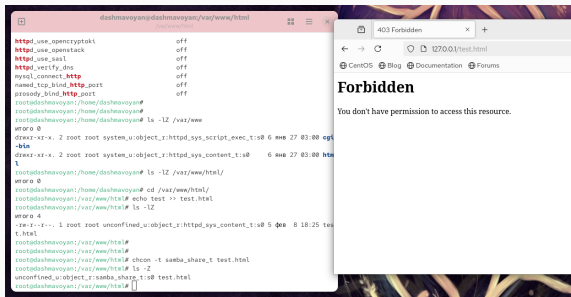 dashmavoyan@dashmavoyan:/var/www/html
/var/www/html
httpd_use_opencryptoki off
httpd_use_openstack off
httpd_use_sasl off
httpd_verify_dns off
mysql_connect_http off
named_tcp_bind_http_port off
prosody_bind_http_port off
root@dashmavoyan:/home/dashmavoyan#
root@dashmavoyan:/home/dashmavoyan#
root@dashmavoyan:/home/dashmavoyan# ls -lZ /var/www
итого 0
drwxr-xr-x. 2 root root system_u:object_r:httpd_sys_script_exec_t:s0 6 янв 27 03:00 cgi
-bin
drwxr-xr-x. 2 root root system_u:object_r:httpd_sys_content_t:s0 6 янв 27 03:00 htm
l
root@dashmavoyan:/home/dashmavoyan# ls -lZ /var/www/html/
итого 0
root@dashmavoyan:/home/dashmavoyan# cd /var/www/html/
root@dashmavoyan:/var/www/html# echo test >> test.html
root@dashmavoyan:/var/www/html# ls -lZ
итого 4
-rw-r--r--. 1 root root unconfined_u:object_r:httpd_sys_content_t:s0 5 фев 8 18:25 tes
t.html
root@dashmavoyan:/var/www/html#
root@dashmavoyan:/var/www/html#
root@dashmavoyan:/var/www/html# chcon -t samba_share_t test.html
root@dashmavoyan:/var/www/html# ls -Z
unconfined_u:object_r:samba_share_t:s0 test.html
root@dashmavoyan:/var/www/html#
403 Forbidden
127.0.0.1/test.html
CentOS Blog Documentation Forums
Forbidden
You don't have permission to access this resource.